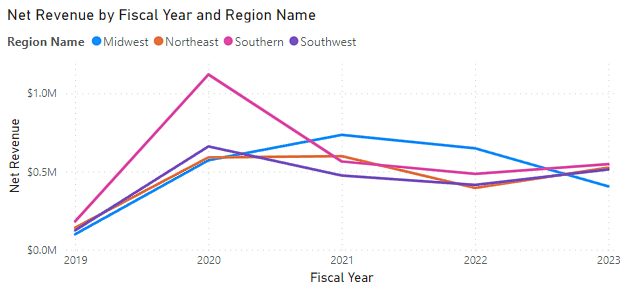 Net Revenue by Fiscal Year and Region Name
Region Name Midwest Northeast Southern Southwest
$1.0M
$0.5M
$0.0M
Net Revenue
2019 2020 2021 2022 2023
Fiscal Year